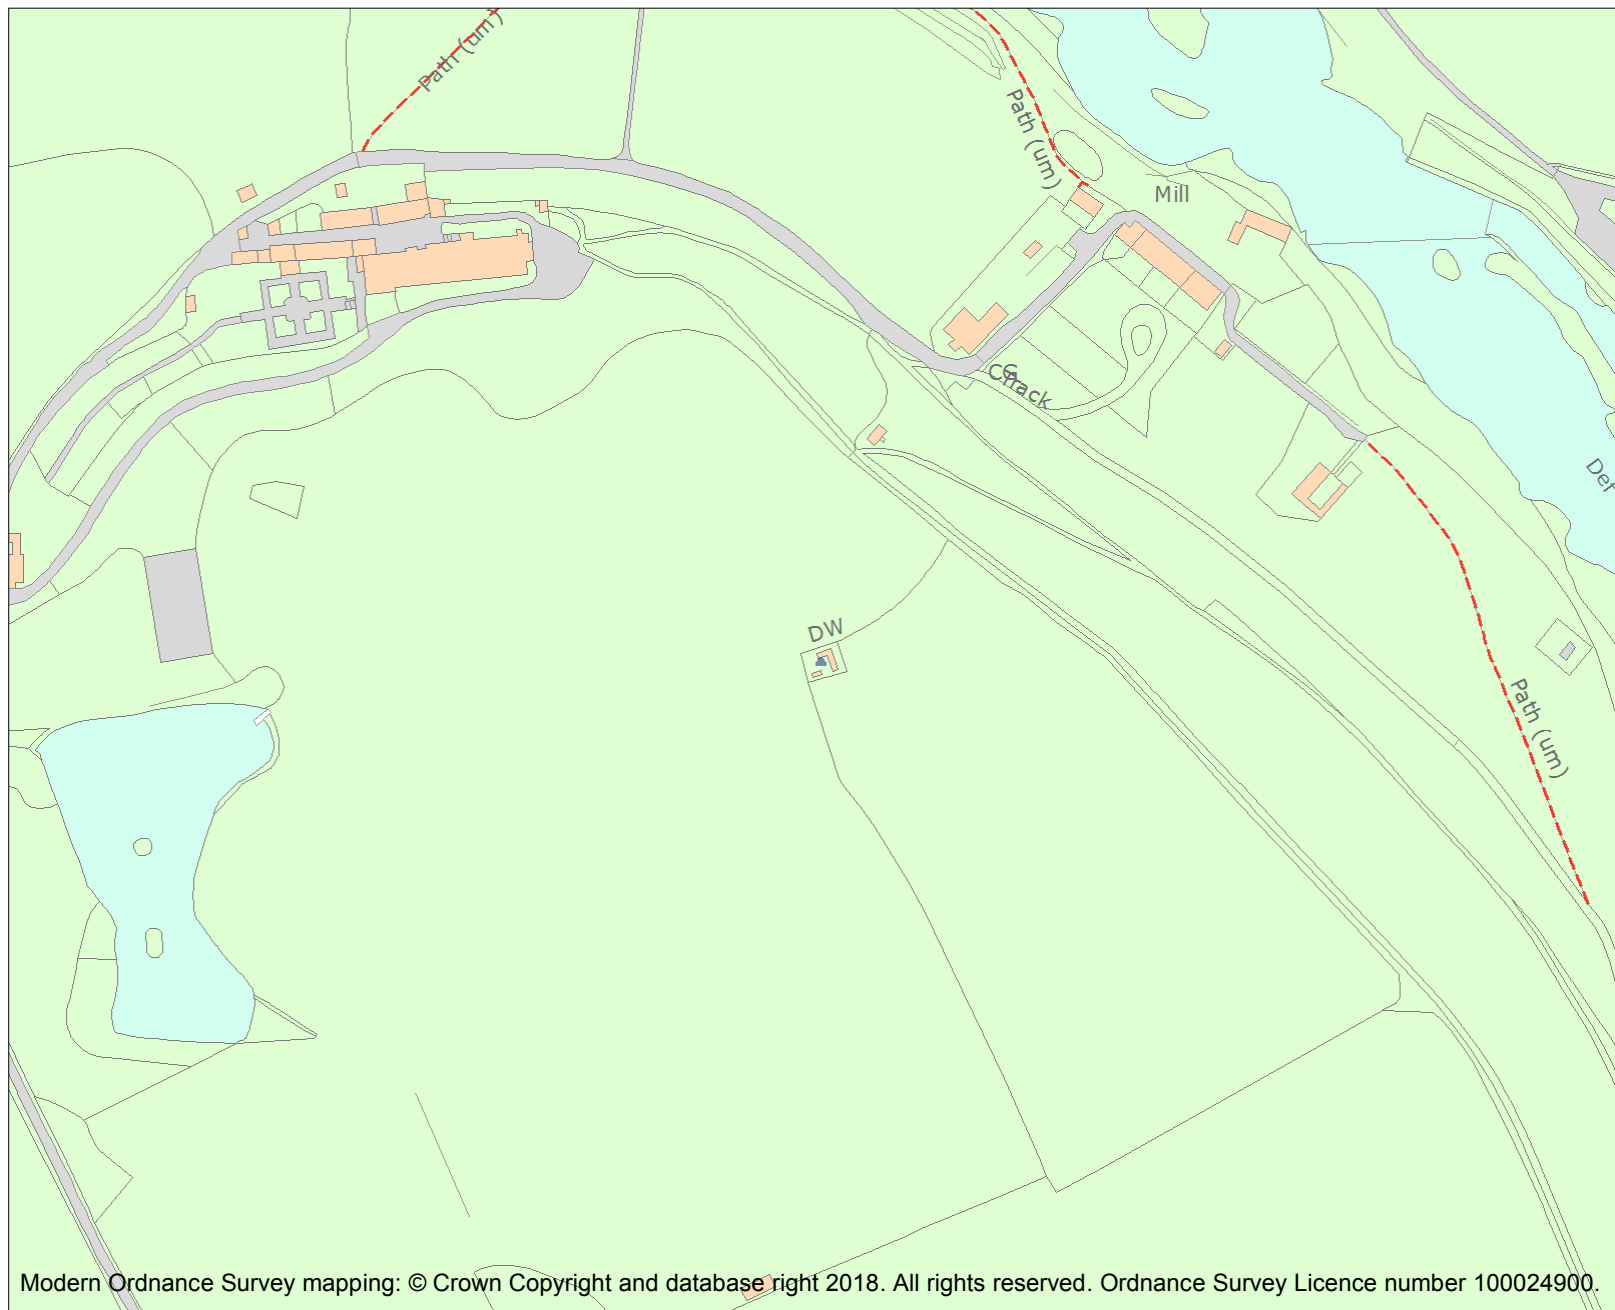 Path (um)
Path (um)
Mill
CG
Track
Def
DW
Path (um)
Modern Ordnance Survey mapping: © Crown Copyright and database right 2018. All rights reserved. Ordnance Survey Licence number 100024900.